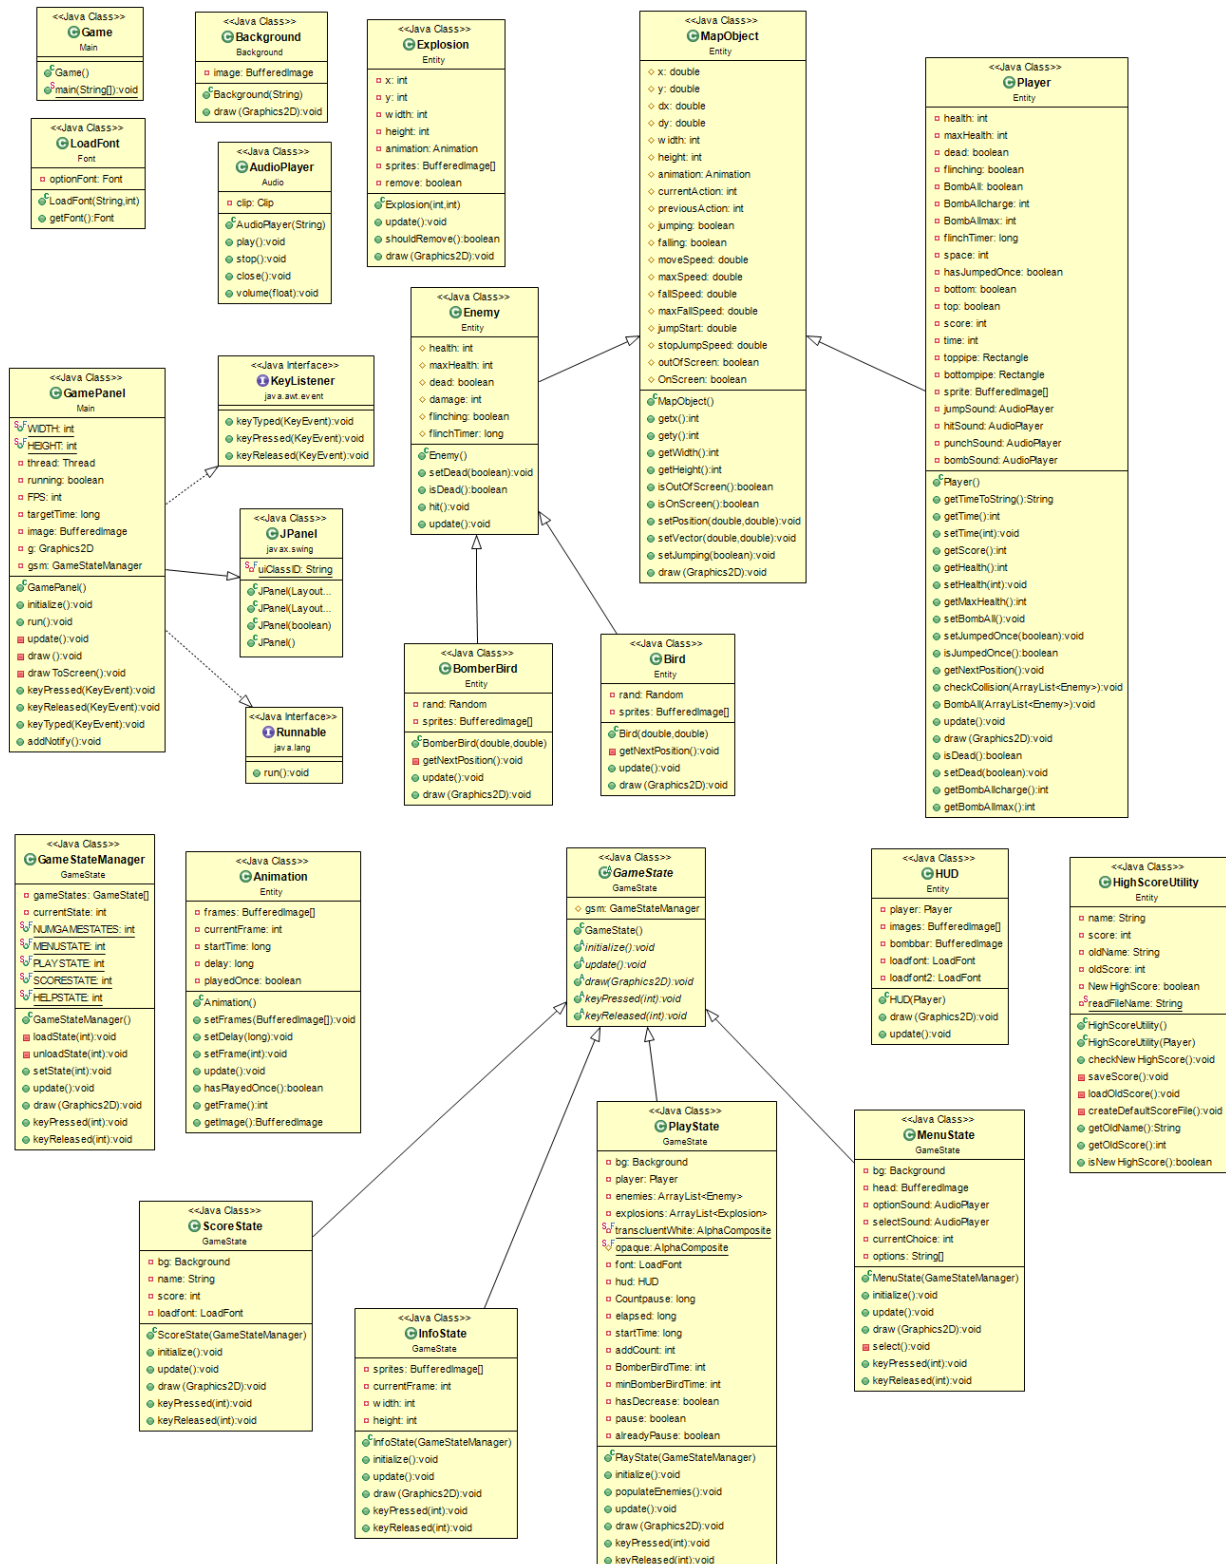 <<Java Class>>
Game
Main
Game()
main(String[]):void
<<Java Class>>
Background
Background
image: BufferedImage
Background(String)
draw(Graphics2D):void
<<Java Class>>
Explosion
Entity
x: int
y: int
width: int
height: int
animation: Animation
sprites: BufferedImage[]
remove: boolean
Explosion(int,int)
update():void
shouldRemove():boolean
draw(Graphics2D):void
<<Java Class>>
MapObject
Entity
x: double
y: double
dx: double
dy: double
width: int
height: int
animation: Animation
currentAction: int
previousAction: int
jumping: boolean
falling: boolean
moveSpeed: double
maxSpeed: double
fallSpeed: double
maxFallSpeed: double
jumpStart: double
stopJumpSpeed: double
outOfScreen: boolean
OnScreen: boolean
MapObject()
getx():int
gety():int
getWidth():int
getHeight():int
isOutOfScreen():boolean
isOnScreen():boolean
setPosition(double,double):void
setVector(double,double):void
setJumping(boolean):void
draw(Graphics2D):void
<<Java Class>>
Player
Entity
health: int
maxHealth: int
dead: boolean
flinching: boolean
BombAll: boolean
BombAllcharge: int
BombAllmax: int
flinchTimer: long
space: int
hasJumpedOnce: boolean
bottom: boolean
top: boolean
score: int
time: int
toppipe: Rectangle
bottompipe: Rectangle
sprite: BufferedImage[]
jumpSound: AudioPlayer
hitSound: AudioPlayer
punchSound: AudioPlayer
bombSound: AudioPlayer
Player()
getTimeToString():String
getTime():int
setTime(int):void
getScore():int
getHealth():int
setHealth(int):void
getMaxHealth():int
setBombAll():void
setJumpedOnce(boolean):void
isJumpedOnce():boolean
getNextPosition():void
checkCollision(ArrayList<Enemy>):void
BombAll(ArrayList<Enemy>):void
update():void
draw(Graphics2D):void
isDead():boolean
setDead(boolean):void
getBombAllcharge():int
getBombAllmax():int
<<Java Class>>
LoadFont
Font
optionFont: Font
LoadFont(String,int)
getFont():Font
<<Java Class>>
AudioPlayer
Audio
clip: Clip
AudioPlayer(String)
play():void
stop():void
close():void
volume(float):void
<<Java Class>>
Enemy
Entity
health: int
maxHealth: int
dead: boolean
damage: int
flinching: boolean
flinchTimer: long
Enemy()
setDead(boolean):void
isDead():boolean
hit():void
update():void
<<Java Class>>
GamePanel
Main
WIDTH: int
HEIGHT: int
thread: Thread
running: boolean
FPS: int
targetTime: long
image: BufferedImage
g: Graphics2D
gsm: GameStateManager
GamePanel()
initialize():void
run():void
update():void
draw():void
drawToScreen():void
keyPressed(KeyEvent):void
keyReleased(KeyEvent):void
keyTyped(KeyEvent):void
addNotify():void
<<Java Interface>>
KeyListener
java.awt.event
keyTyped(KeyEvent):void
keyPressed(KeyEvent):void
keyReleased(KeyEvent):void
<<Java Class>>
JPanel
javax.swing
uiClassID: String
JPanel(Layout...
JPanel(Layout...
JPanel(boolean)
JPanel()
<<Java Interface>>
Runnable
java.lang
run():void
<<Java Class>>
BomberBird
Entity
rand: Random
sprites: BufferedImage[]
BomberBird(double,double)
getNextPosition():void
update():void
draw(Graphics2D):void
<<Java Class>>
Bird
Entity
rand: Random
sprites: BufferedImage[]
Bird(double,double)
getNextPosition():void
update():void
draw(Graphics2D):void
<<Java Class>>
GameStateManager
GameState
gameStates: GameState[]
currentState: int
NUMGAMESTATES: int
MENUSTATE: int
PLAYSTATE: int
SCORESTATE: int
HELPSTATE: int
GameStateManager()
loadState(int):void
unloadState(int):void
setState(int):void
update():void
draw(Graphics2D):void
keyPressed(int):void
keyReleased(int):void
<<Java Class>>
Animation
Entity
frames: BufferedImage[]
currentFrame: int
startTime: long
delay: long
playedOnce: boolean
Animation()
setFrames(BufferedImage[]):void
setDelay(long):void
setFrame(int):void
update():void
hasPlayedOnce():boolean
getFrame():int
getImage():BufferedImage
<<Java Class>>
GameState
GameState
gsm: GameStateManager
GameState()
initialize():void
update():void
draw(Graphics2D):void
keyPressed(int):void
keyReleased(int):void
<<Java Class>>
HUD
Entity
player: Player
images: BufferedImage[]
bombbar: BufferedImage
loadfont: LoadFont
loadfont2: LoadFont
HUD(Player)
draw(Graphics2D):void
update():void
<<Java Class>>
HighScoreUtility
Entity
name: String
score: int
oldName: String
oldScore: int
NewHighScore: boolean
readFileName: String
HighScoreUtility()
HighScoreUtility(Player)
checkNewHighScore():void
saveScore():void
loadOldScore():void
createDefaultScoreFile():void
getOldName():String
getOldScore():int
isNewHighScore():boolean
<<Java Class>>
ScoreState
GameState
bg: Background
name: String
score: int
loadfont: LoadFont
ScoreState(GameStateManager)
initialize():void
update():void
draw(Graphics2D):void
keyPressed(int):void
keyReleased(int):void
<<Java Class>>
InfoState
GameState
sprites: BufferedImage[]
currentFrame: int
width: int
height: int
InfoState(GameStateManager)
initialize():void
update():void
draw(Graphics2D):void
keyPressed(int):void
keyReleased(int):void
<<Java Class>>
PlayState
GameState
bg: Background
player: Player
enemies: ArrayList<Enemy>
explosions: ArrayList<Explosion>
transcluentWhite: AlphaComposite
opaque: AlphaComposite
font: LoadFont
hud: HUD
Countpause: long
elapsed: long
startTime: long
addCount: int
BomberBirdTime: int
minBomberBirdTime: int
hasDecrease: boolean
pause: boolean
alreadyPause: boolean
PlayState(GameStateManager)
initialize():void
populateEnemies():void
update():void
draw(Graphics2D):void
keyPressed(int):void
keyReleased(int):void
<<Java Class>>
MenuState
GameState
bg: Background
head: BufferedImage
optionSound: AudioPlayer
selectSound: AudioPlayer
currentChoice: int
options: String[]
MenuState(GameStateManager)
initialize():void
update():void
draw(Graphics2D):void
select():void
keyPressed(int):void
keyReleased(int):void